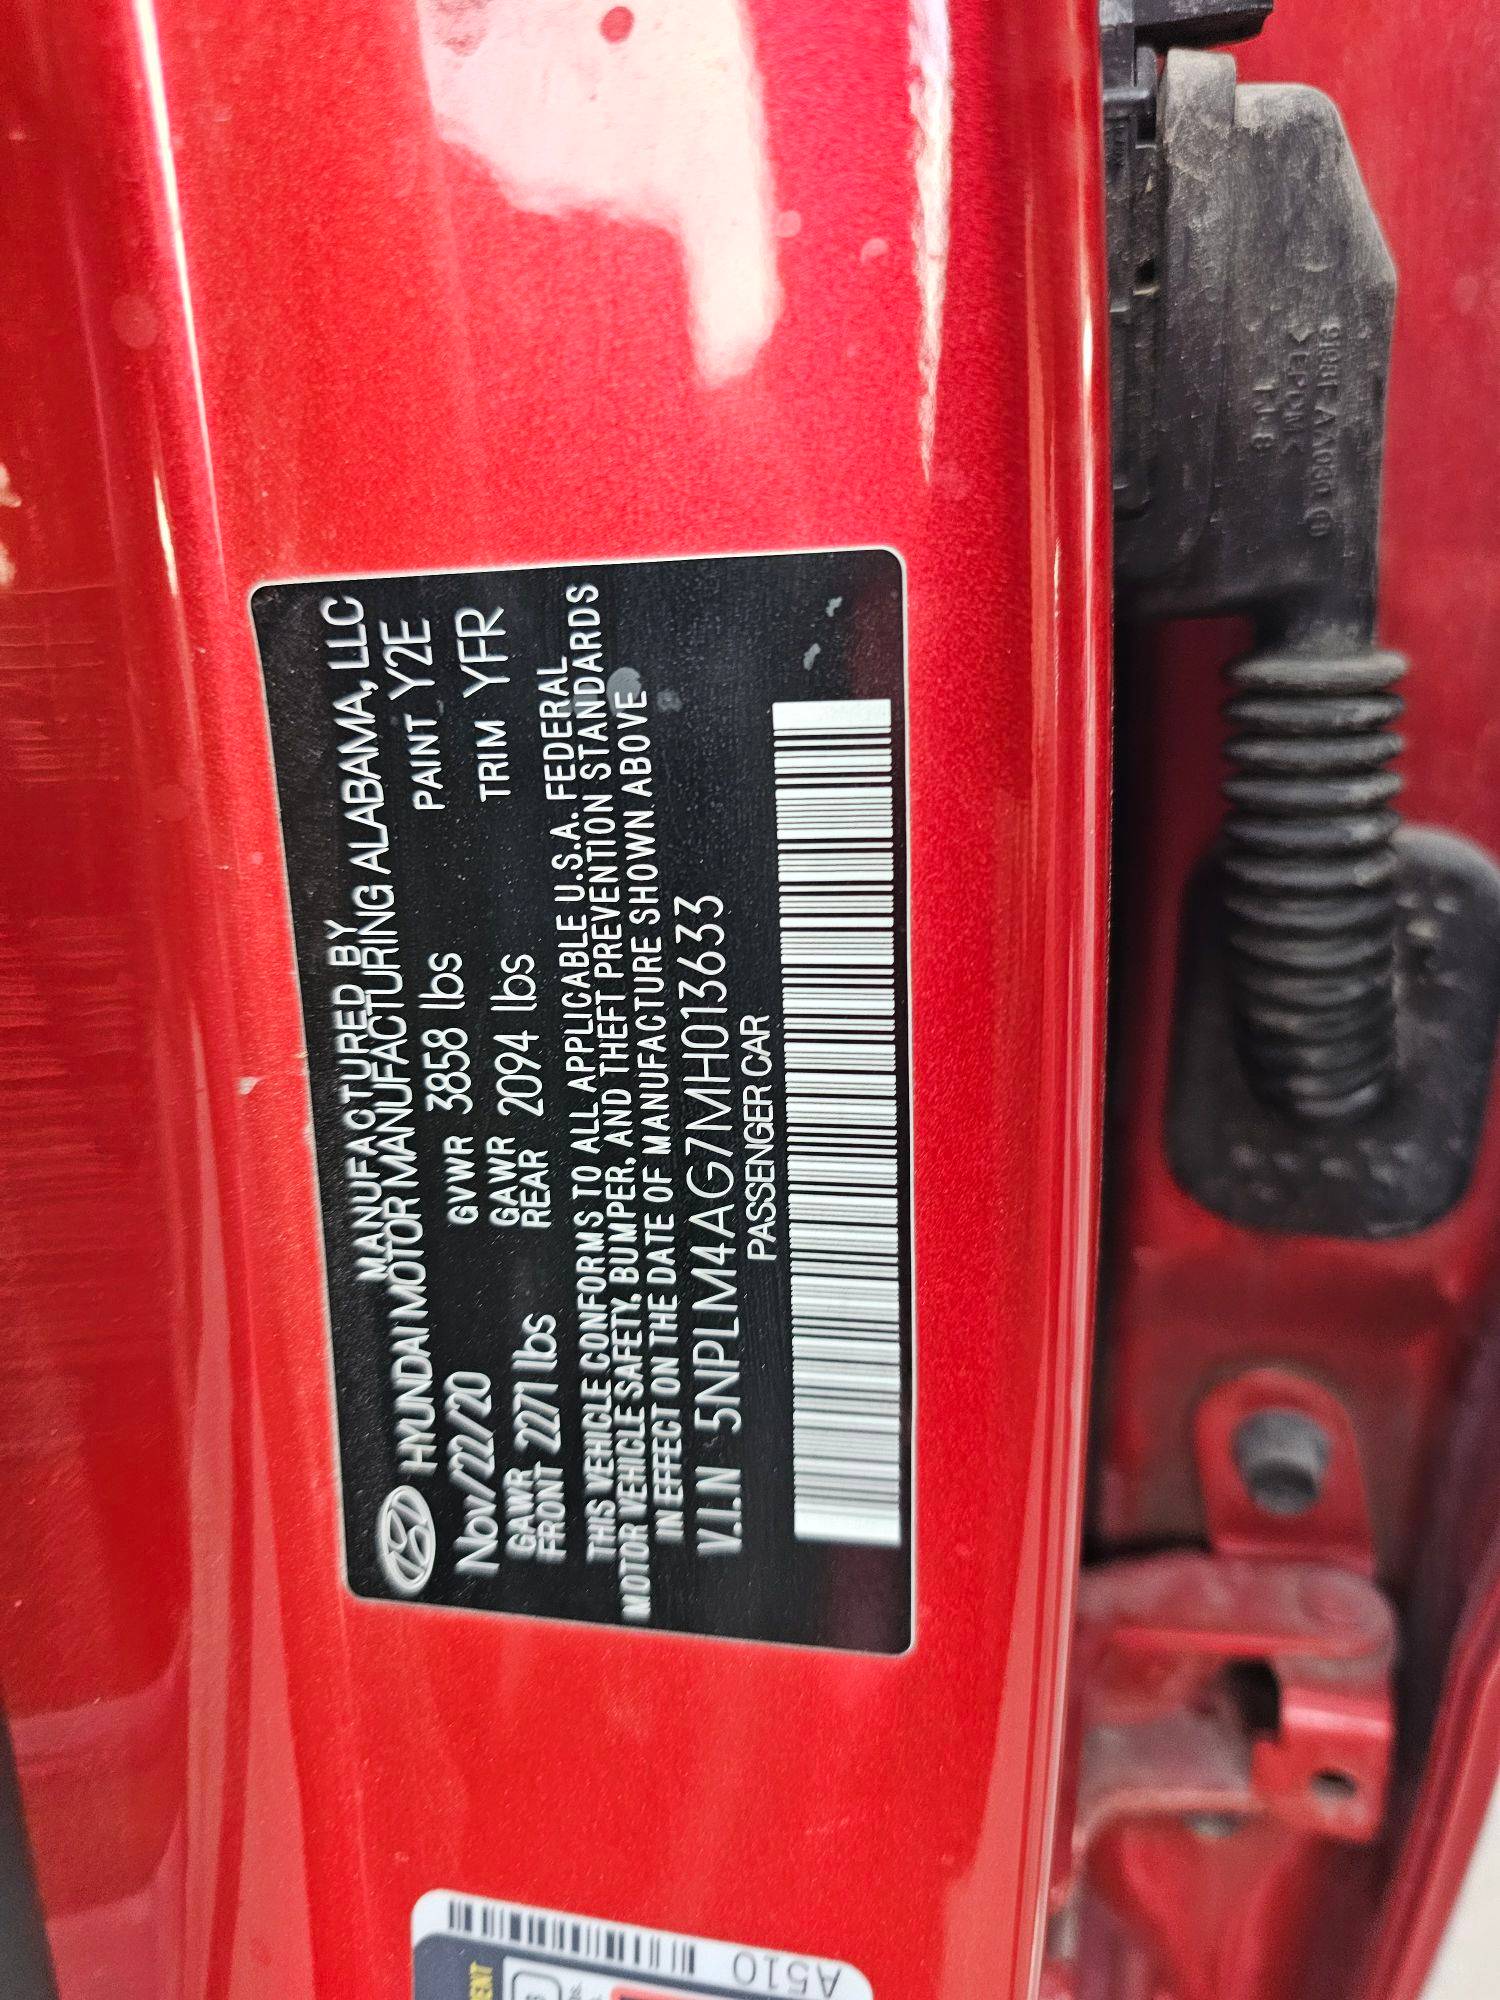 MANUFACTURED BY
HYUNDAI MOTOR MANUFACTURING ALABAMA, LLC
Nov/22/20 GVWR 3858 lbs PAINT Y2E
GAWR FRONT 2271 lbs GAWR REAR 2094 lbs TRIM YFR
THIS VEHICLE CONFORMS TO ALL APPLICABLE U.S.A. FEDERAL
MOTOR VEHICLE SAFETY, BUMPER, AND THEFT PREVENTION STANDARDS
IN EFFECT ON THE DATE OF MANUFACTURE SHOWN ABOVE
V.I.N 5NPLM4AG7MH013633
PASSENGER CAR
>EPDM<
A510